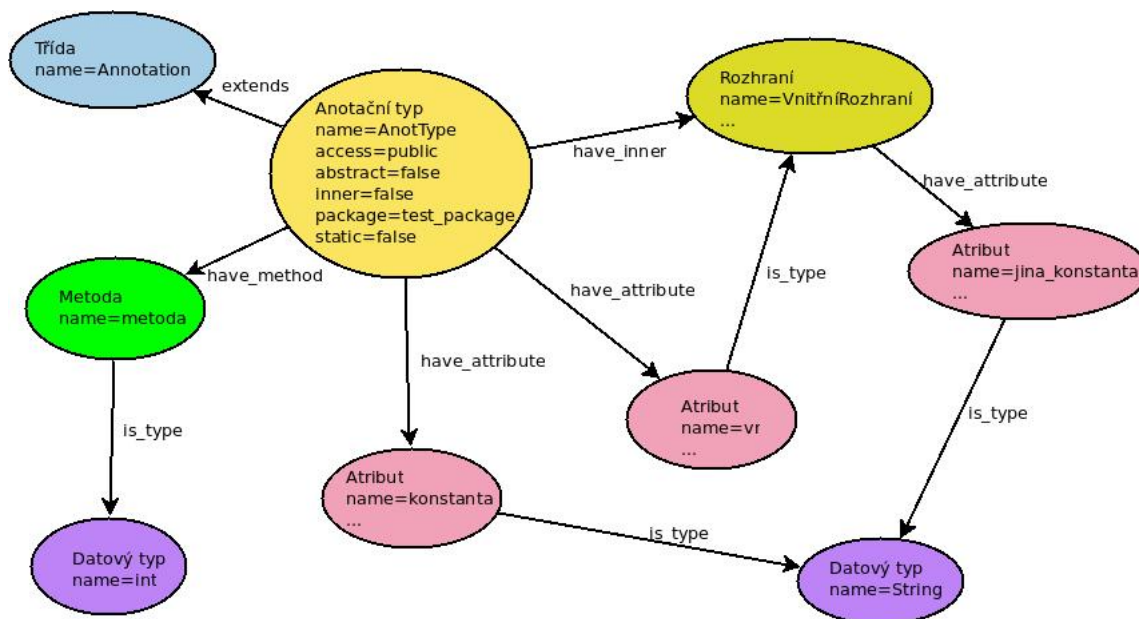 Třída
name=Annotation
extends
Anotační typ
name=AnotType
access=public
abstract=false
inner=false
package=test_package
static=false
have_inner
Rozhraní
name=VnitřníRozhraní
...
have_attribute
Atribut
name=jina_konstanta
...
have_method
Metoda
name=metoda
is_type
have_attribute
is_type
have_attribute
Atribut
name=vr
...
is_type
is_type
Atribut
name=konstanta
...
is_type
Datový typ
name=int
Datový typ
name=String